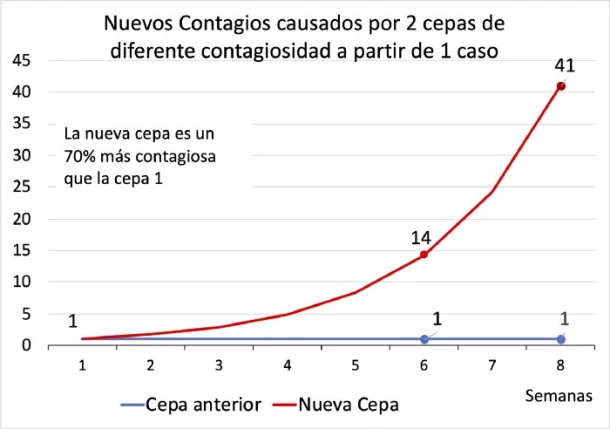 Nuevos Contagios causados por 2 cepas de
diferente contagiosidad a partir de 1 caso
45
40
35
30
25
20
15
10
5
0
La nueva cepa es un
70% más contagiosa
que la cepa 1
1
14
41
1
1
1 2 3 4 5 6 7 8
Semanas
Cepa anterior Nueva Cepa